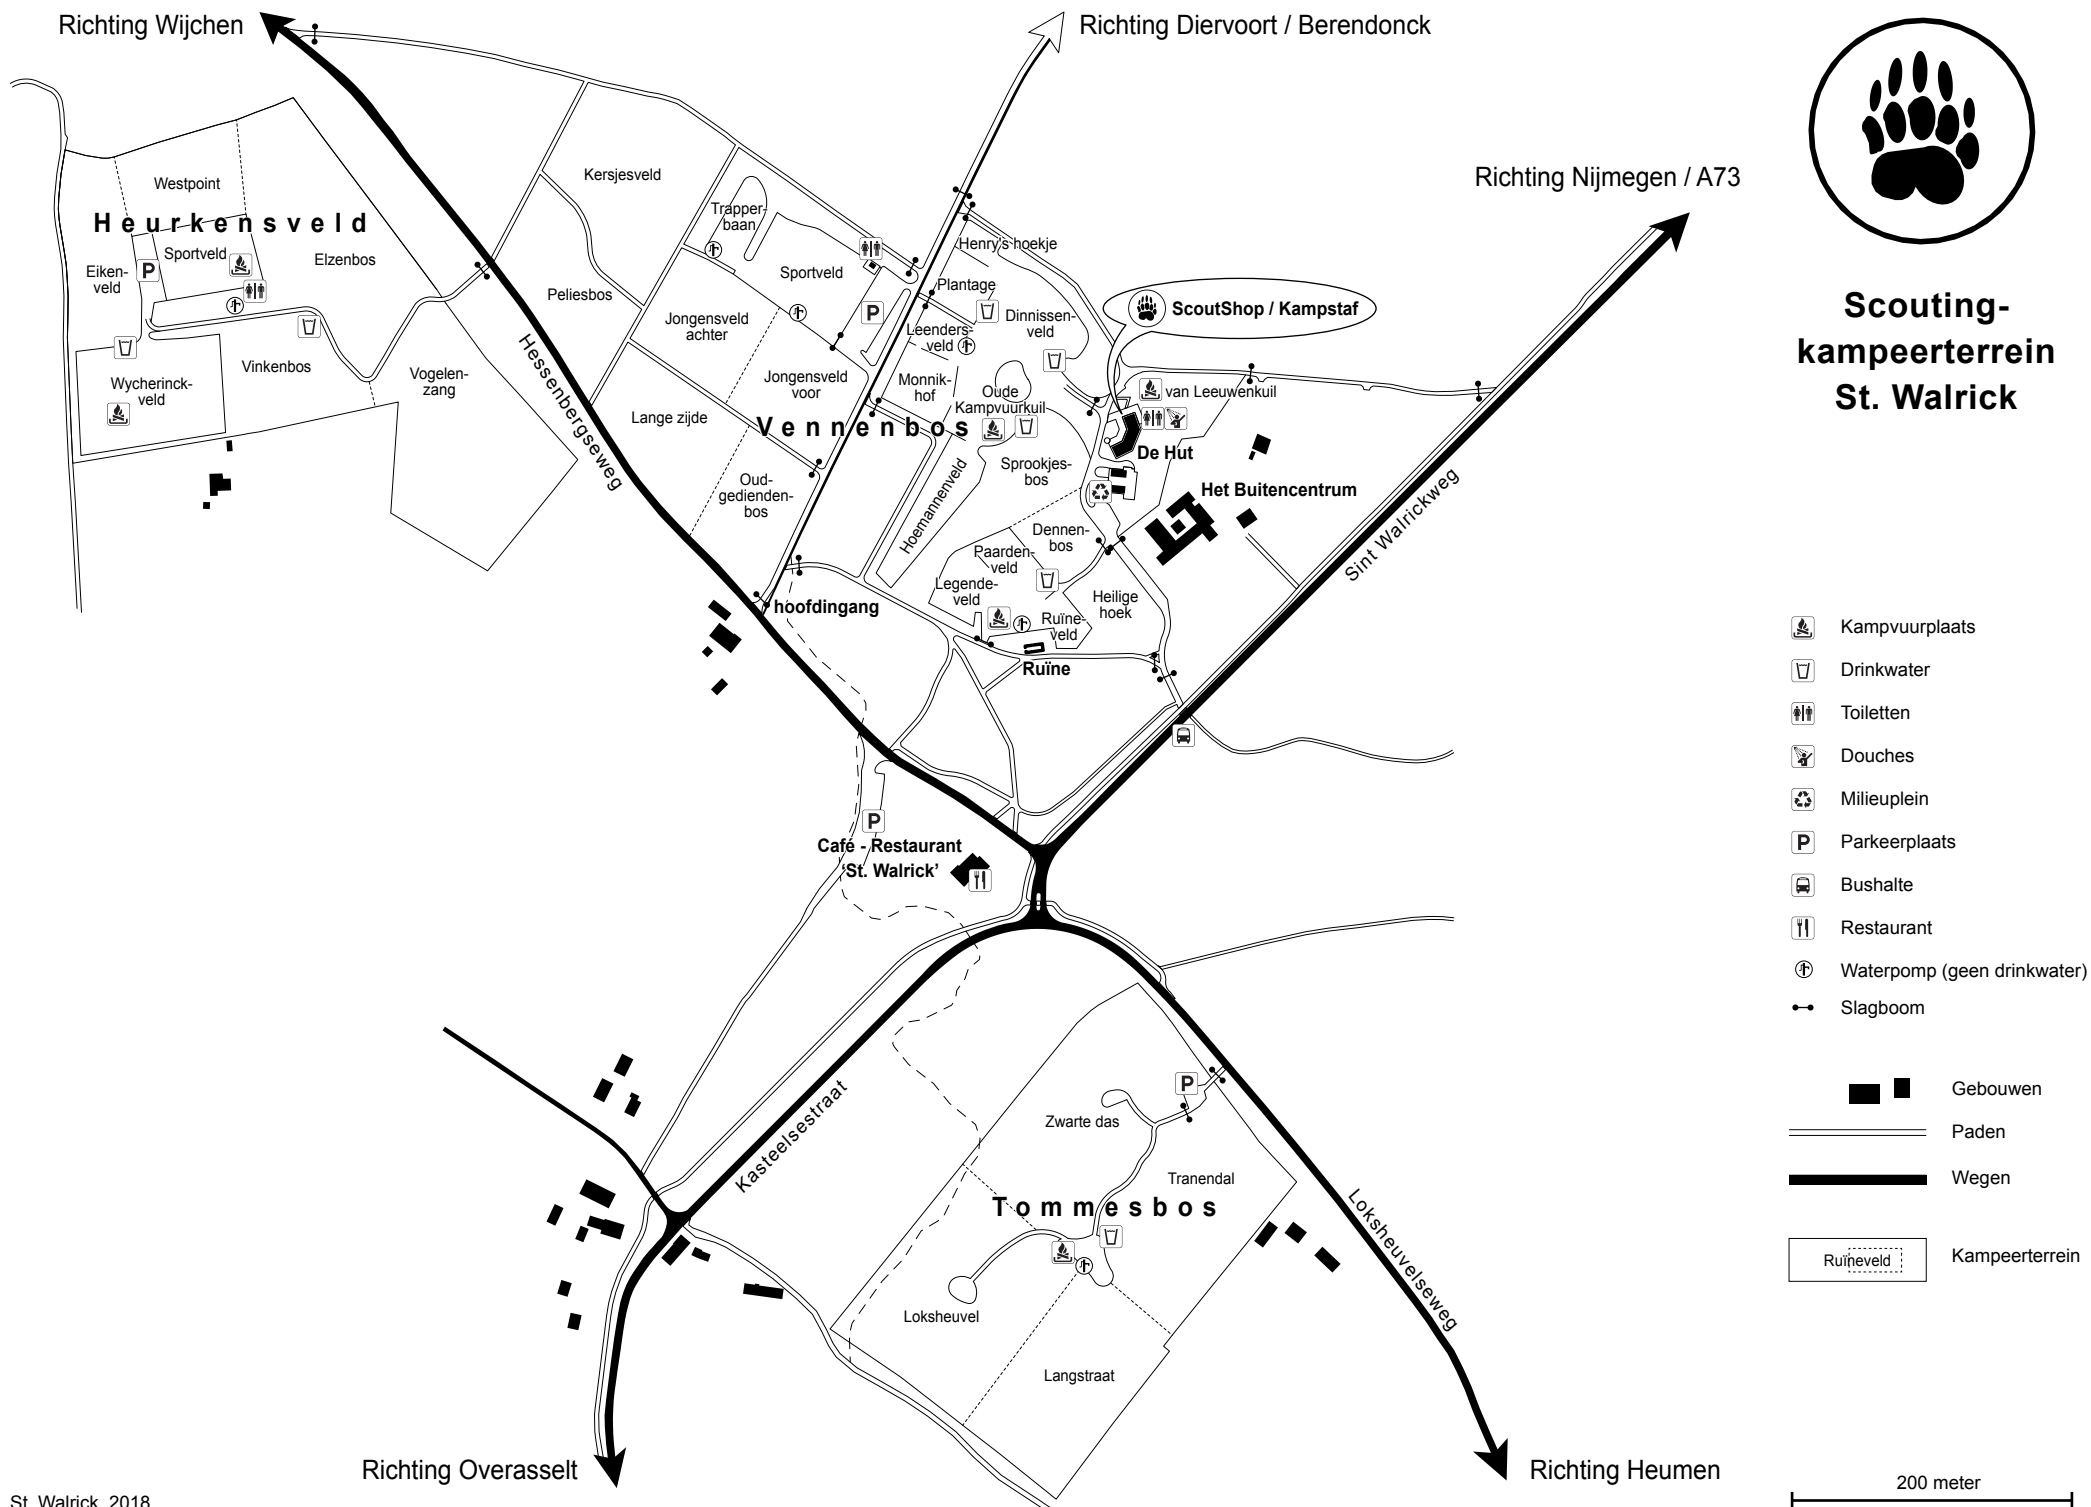 Richting Wijchen
Richting Diervoort / Berendonck
Richting Nijmegen / A73
Scouting-
kampeerterrein
St. Walrick
Westpoint
Heurkensveld
Sportveld
Elzenbos
Eiken-
veld
P
Vinkenbos
Wycherinck-
veld
Vogelen-
zang
Hessenbergseweg
Kersjesveld
Peliesbos
Trapper-
baan
Sportveld
P
Jongensveld
achter
Jongensveld
voor
Lange zijde
Vennenbos
Oud-
gedienden-
bos
Henry's hoekje
Plantage
Dinnissen-
veld
Leenders-
veld
Monnik-
hof
Oude
Kampvuurkuil
Hoemannenveld
Sprookjes-
bos
ScoutShop / Kampstaf
van Leeuwenkuil
De Hut
Het Buitencentrum
Dennen-
bos
Paarden-
veld
Legende-
veld
Heilige
hoek
Ruïne-
veld
Ruïne
hoofdingang
Sint Walrickweg
P
Café - Restaurant
‘St. Walrick’
Kasteelsestraat
P
Zwarte das
Tranendal
Tommesbos
Loksheuvel
Langstraat
Loksheuvelseweg
Richting Overasselt
Richting Heumen
Kampvuurplaats
Drinkwater
Toiletten
Douches
Milieuplein
P Parkeerplaats
Bushalte
Restaurant
Waterpomp (geen drinkwater)
Slagboom
Gebouwen
Paden
Wegen
Ruïneveld Kampeerterrein
200 meter
St. Walrick, 2018